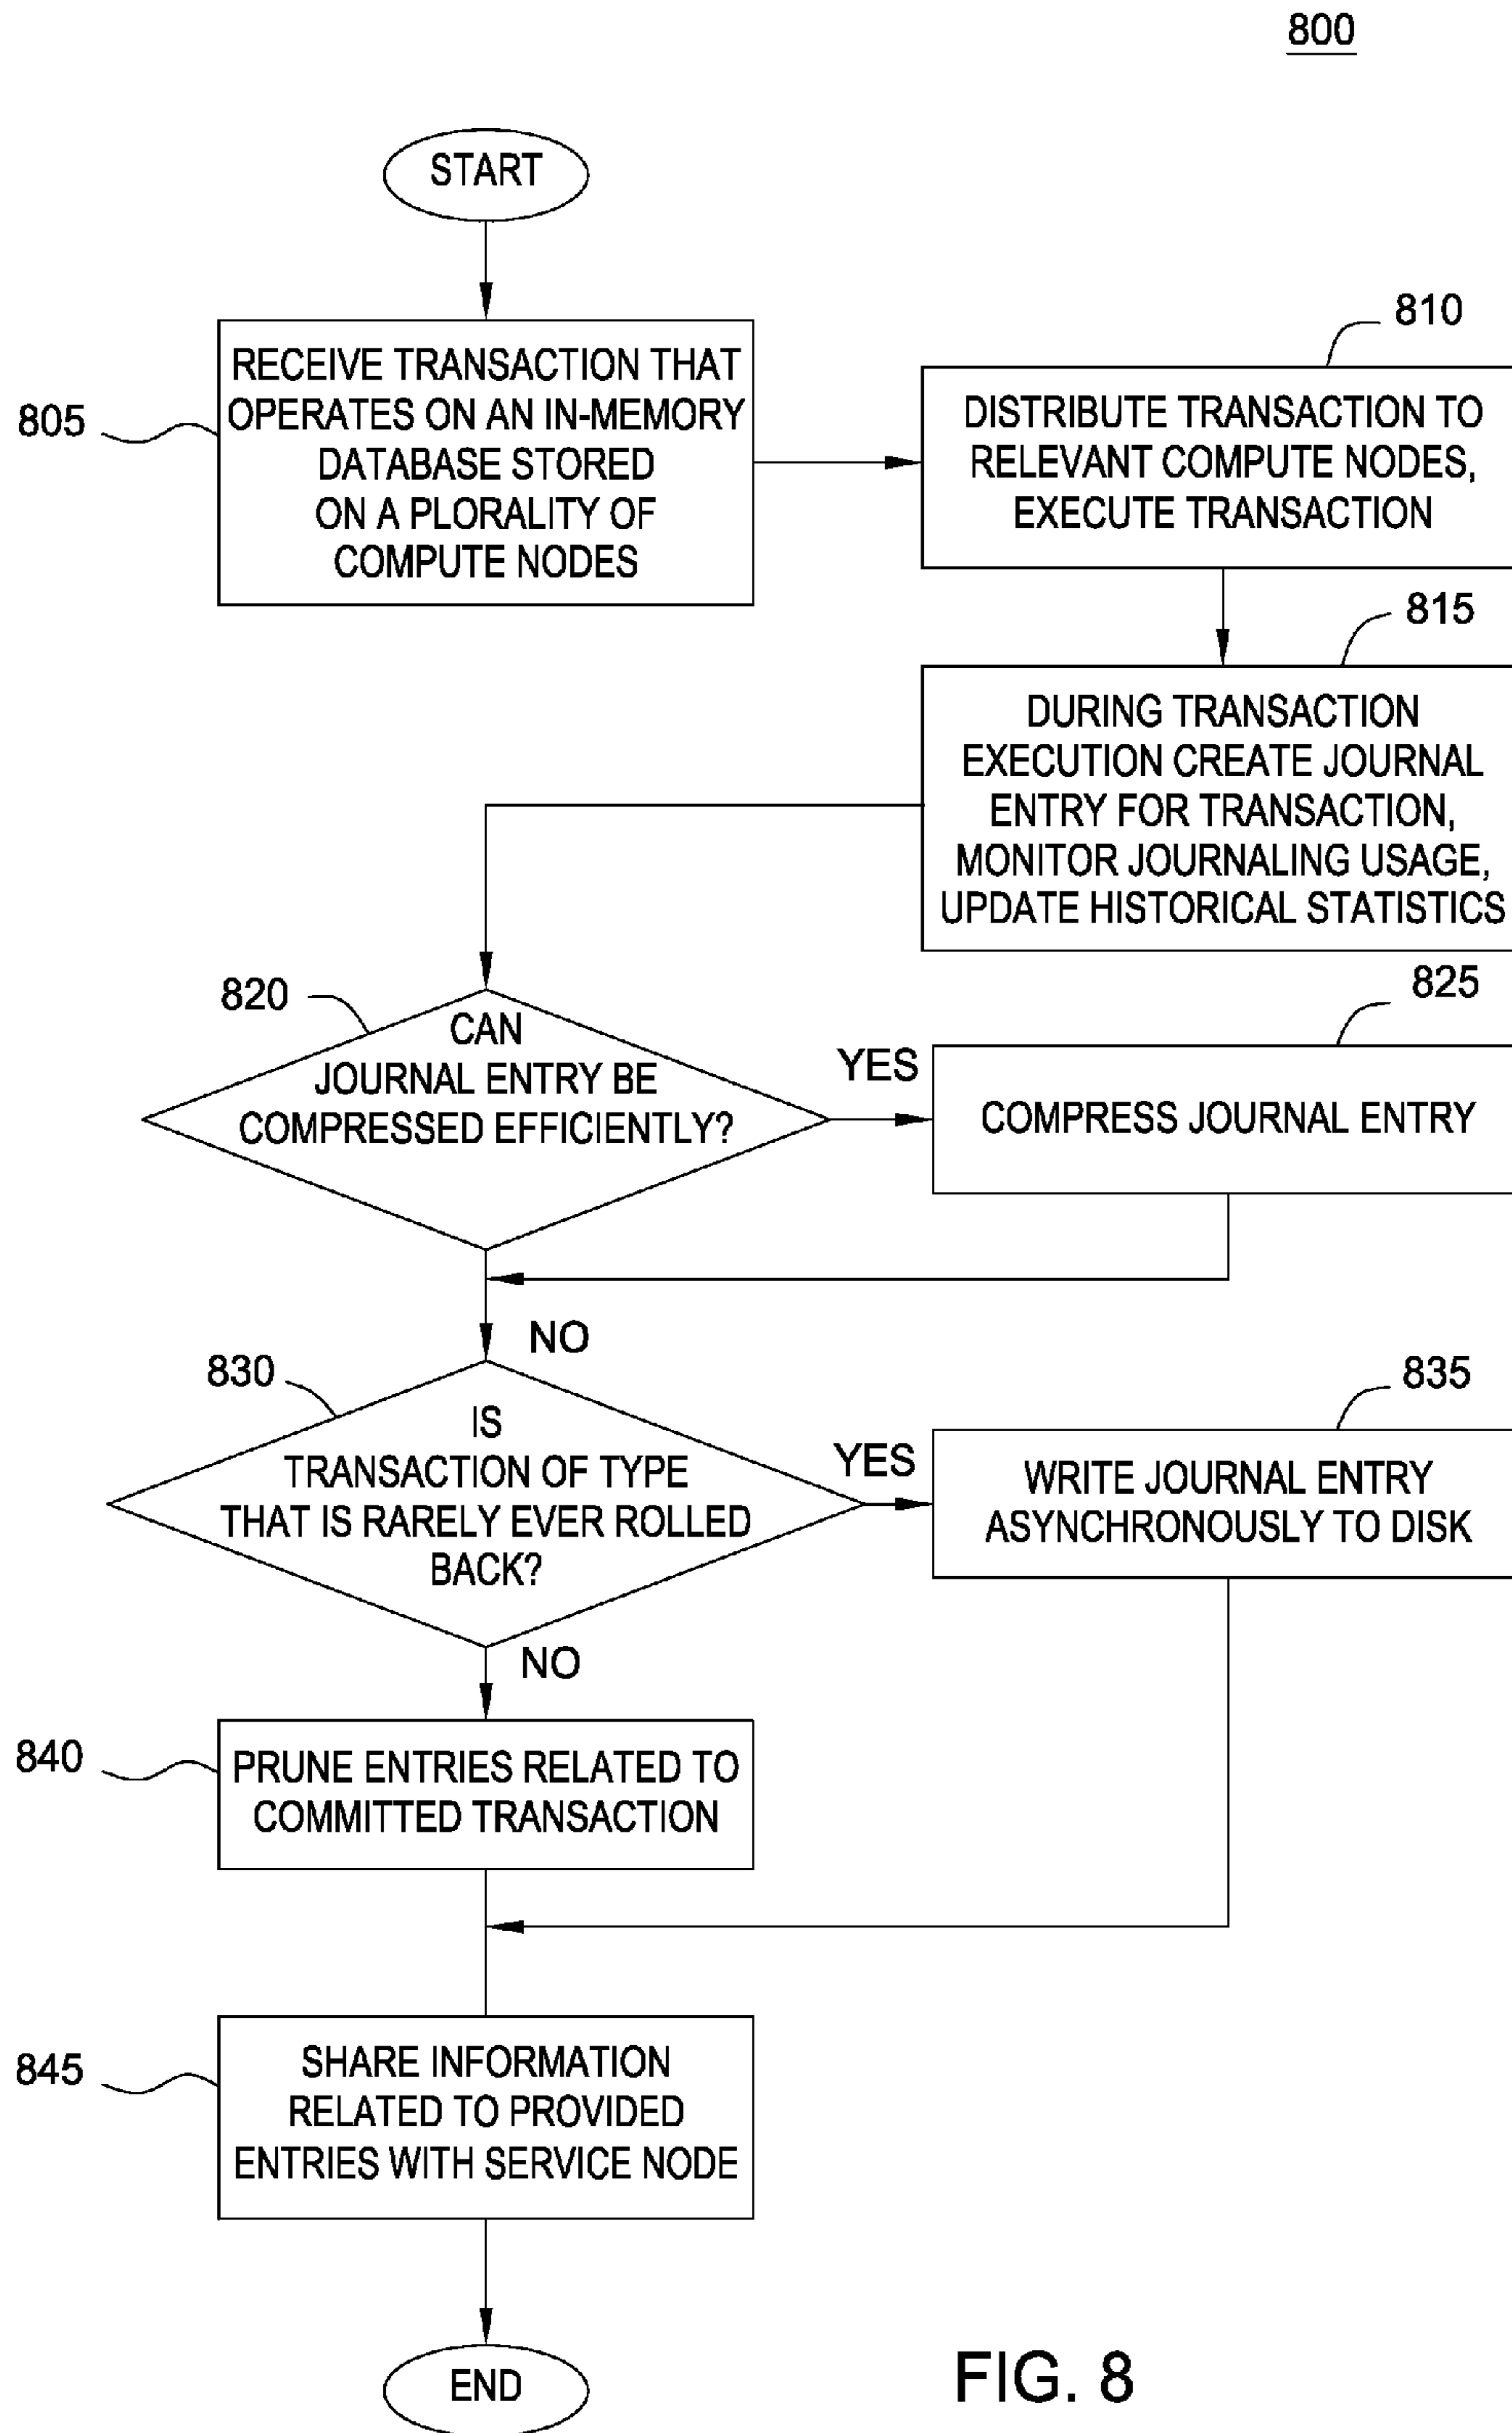 800
START
805
RECEIVE TRANSACTION THAT
OPERATES ON AN IN-MEMORY
DATABASE STORED
ON A PLORALITY OF
COMPUTE NODES
810
DISTRIBUTE TRANSACTION TO
RELEVANT COMPUTE NODES,
EXECUTE TRANSACTION
815
DURING TRANSACTION
EXECUTION CREATE JOURNAL
ENTRY FOR TRANSACTION,
MONITOR JOURNALING USAGE,
UPDATE HISTORICAL STATISTICS
820
CAN
JOURNAL ENTRY BE
COMPRESSED EFFICIENTLY?
YES
825
COMPRESS JOURNAL ENTRY
NO
830
IS
TRANSACTION OF TYPE
THAT IS RARELY EVER ROLLED
BACK?
YES
835
WRITE JOURNAL ENTRY
ASYNCHRONOUSLY TO DISK
NO
840
PRUNE ENTRIES RELATED TO
COMMITTED TRANSACTION
845
SHARE INFORMATION
RELATED TO PROVIDED
ENTRIES WITH SERVICE NODE
END
FIG. 8